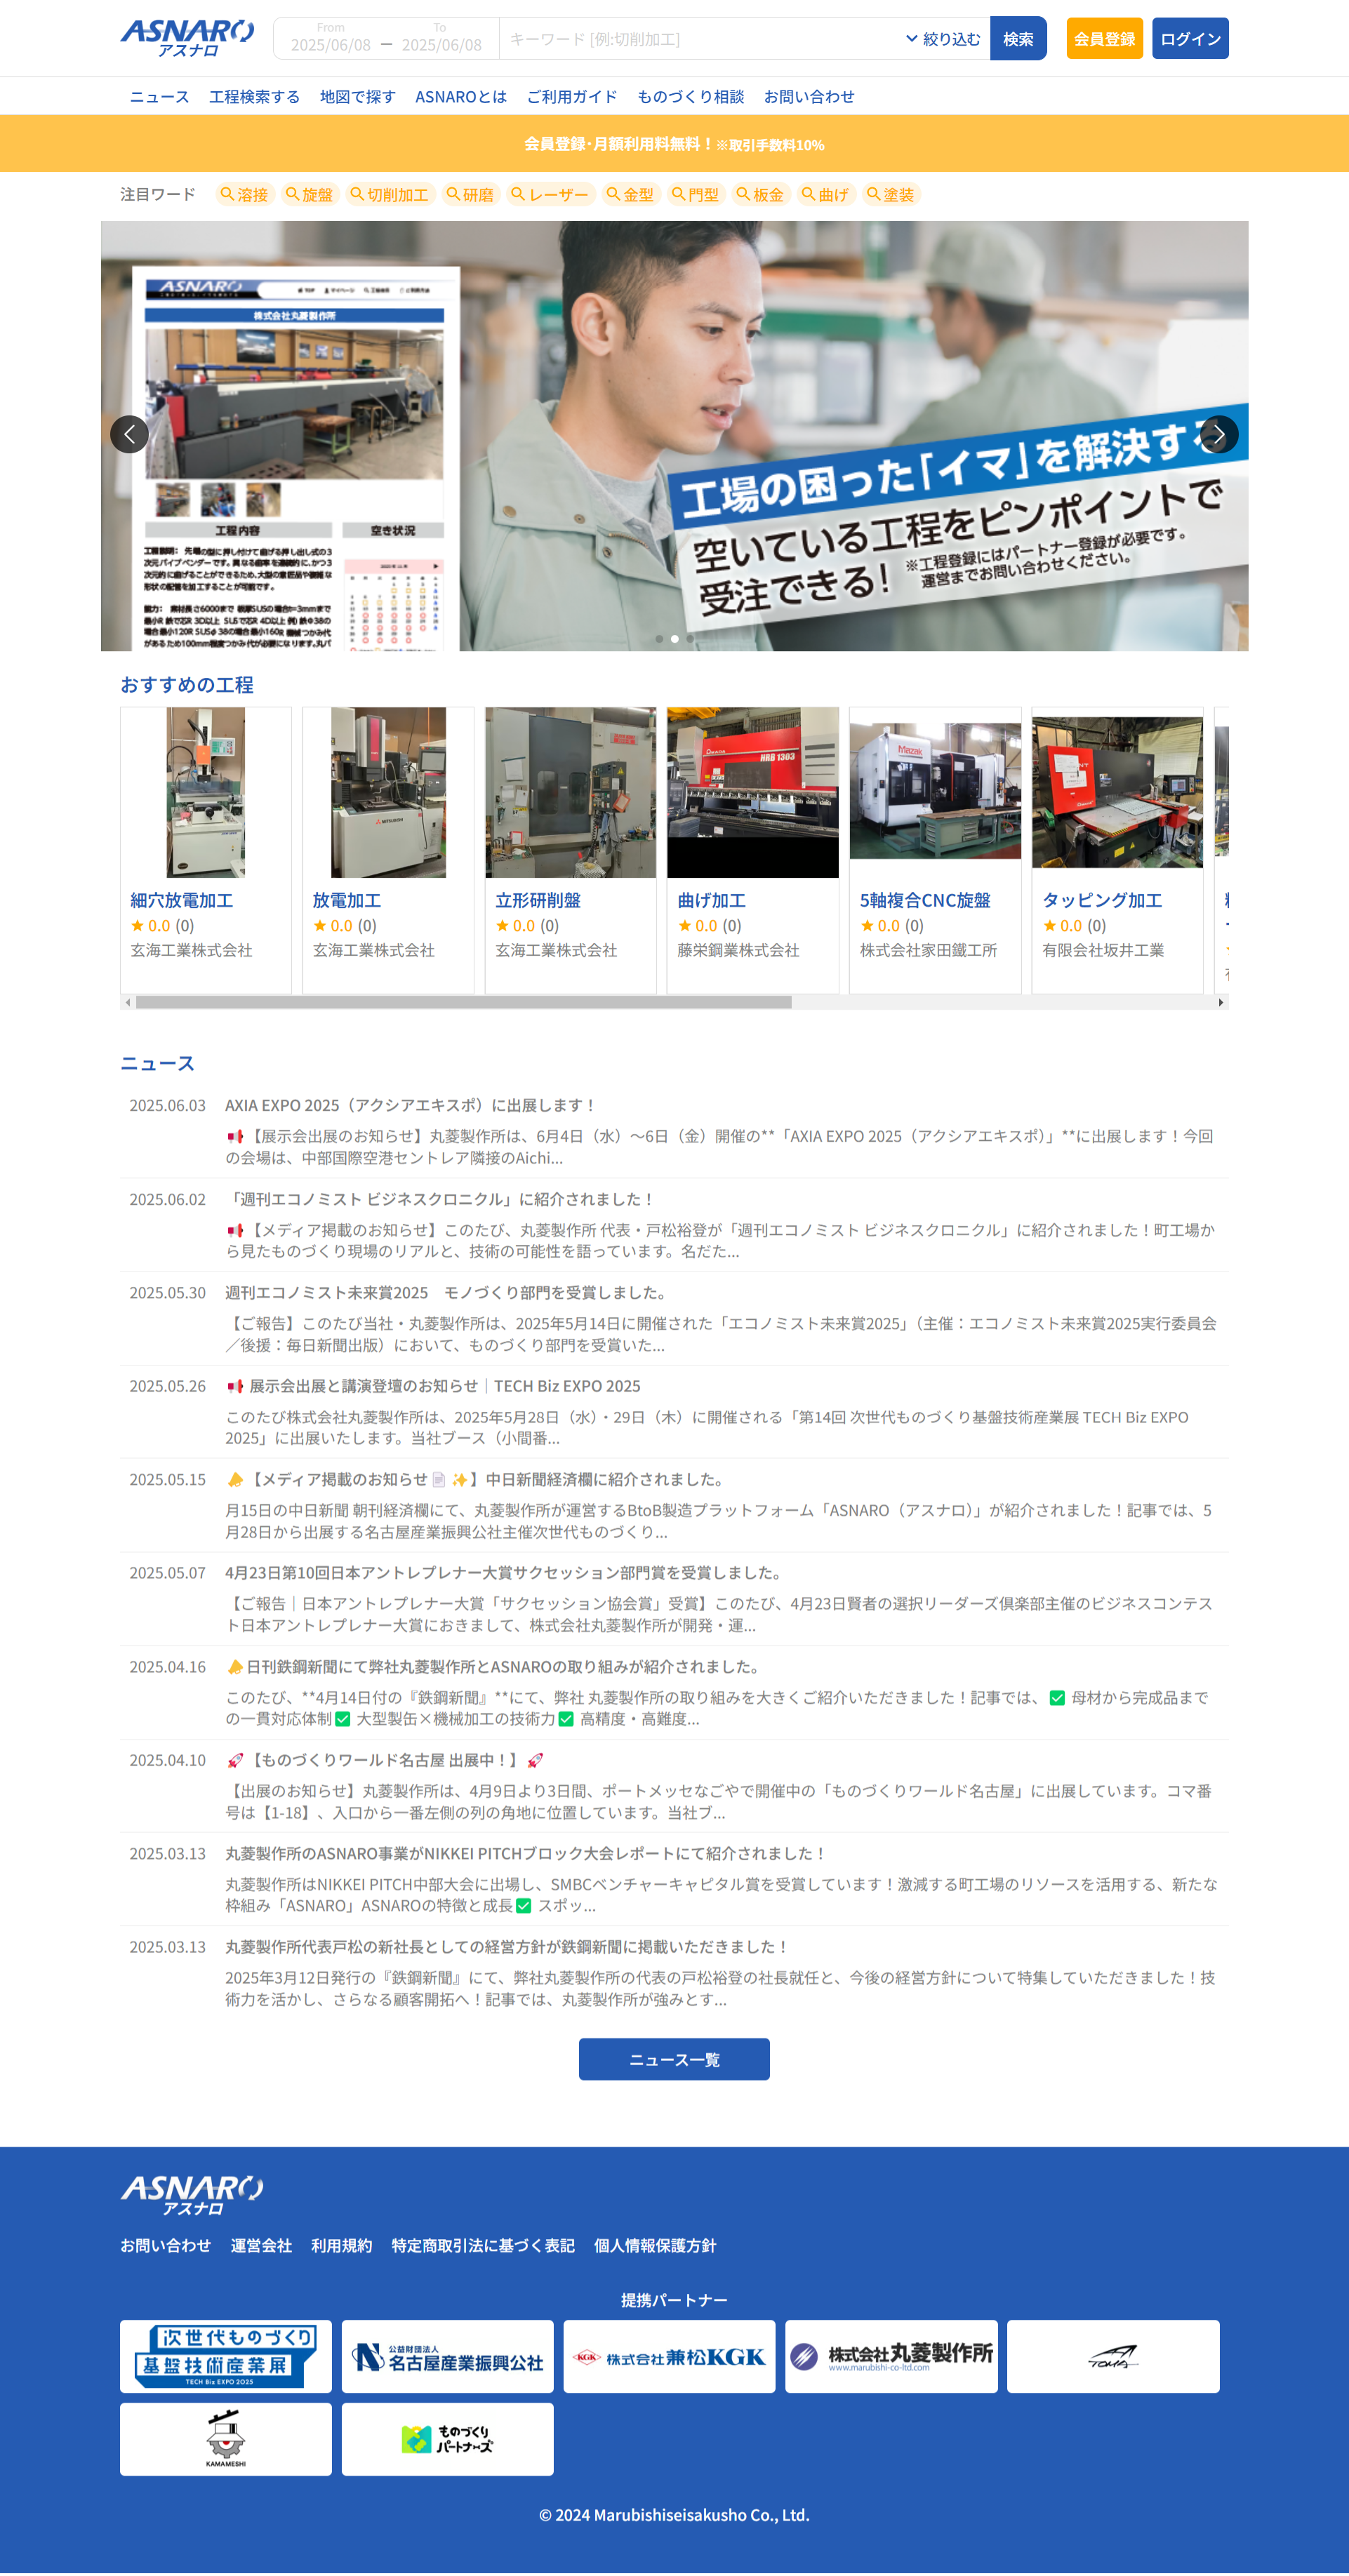 ASNARO
アスナロ
From
To
2025/06/08 — 2025/06/08
キーワード [例:切削加工]
絞り込む
検索
会員登録
ログイン
ニュース 工程検索する 地図で探す ASNAROとは ご利用ガイド ものづくり相談 お問い合わせ
会員登録･月額利用料無料！※取引手数料10%
注目ワード 溶接 旋盤 切削加工 研磨 レーザー 金型 門型 板金 曲げ 塗装
ASNARO
株式会社丸菱製作所
工程内容 空き状況
工場の困った｢イマ｣を解決する
空いている工程をピンポイントで
受注できる!
※工程登録にはパートナー登録が必要です。
運営までお問い合わせください。
おすすめの工程
細穴放電加工
0.0 (0)
玄海工業株式会社
放電加工
0.0 (0)
玄海工業株式会社
立形研削盤
0.0 (0)
玄海工業株式会社
HRB 1303
曲げ加工
0.0 (0)
藤栄鋼業株式会社
Mazak
5軸複合CNC旋盤
0.0 (0)
株式会社家田鐵工所
タッピング加工
0.0 (0)
有限会社坂井工業
ニュース
2025.06.03 AXIA EXPO 2025（アクシアエキスポ）に出展します！
📢【展示会出展のお知らせ】丸菱製作所は、6月4日（水）〜6日（金）開催の**「AXIA EXPO 2025（アクシアエキスポ）」**に出展します！今回
の会場は、中部国際空港セントレア隣接のAichi...
2025.06.02 「週刊エコノミスト ビジネスクロニクル」に紹介されました！
📢【メディア掲載のお知らせ】このたび、丸菱製作所 代表・戸松裕登が「週刊エコノミスト ビジネスクロニクル」に紹介されました！町工場か
ら見たものづくり現場のリアルと、技術の可能性を語っています。名だた...
2025.05.30 週刊エコノミスト未来賞2025　モノづくり部門を受賞しました。
【ご報告】このたび当社・丸菱製作所は、2025年5月14日に開催された「エコノミスト未来賞2025」（主催：エコノミスト未来賞2025実行委員会
／後援：毎日新聞出版）において、ものづくり部門を受賞いた...
2025.05.26 📢 展示会出展と講演登壇のお知らせ｜TECH Biz EXPO 2025
このたび株式会社丸菱製作所は、2025年5月28日（水）・29日（木）に開催される「第14回 次世代ものづくり基盤技術産業展 TECH Biz EXPO
2025」に出展いたします。当社ブース（小間番...
2025.05.15 📣【メディア掲載のお知らせ📄✨】中日新聞経済欄に紹介されました。
月15日の中日新聞 朝刊経済欄にて、丸菱製作所が運営するBtoB製造プラットフォーム「ASNARO（アスナロ）」が紹介されました！記事では、5
月28日から出展する名古屋産業振興公社主催次世代ものづくり...
2025.05.07 4月23日第10回日本アントレプレナー大賞サクセッション部門賞を受賞しました。
【ご報告｜日本アントレプレナー大賞「サクセッション協会賞」受賞】このたび、4月23日賢者の選択リーダーズ倶楽部主催のビジネスコンテス
ト日本アントレプレナー大賞におきまして、株式会社丸菱製作所が開発・運...
2025.04.16 📣日刊鉄鋼新聞にて弊社丸菱製作所とASNAROの取り組みが紹介されました。
このたび、**4月14日付の『鉄鋼新聞』**にて、弊社 丸菱製作所の取り組みを大きくご紹介いただきました！記事では、✅ 母材から完成品まで
の一貫対応体制✅ 大型製缶×機械加工の技術力✅ 高精度・高難度...
2025.04.10 🚀【ものづくりワールド名古屋 出展中！】🚀
【出展のお知らせ】丸菱製作所は、4月9日より3日間、ポートメッセなごやで開催中の「ものづくりワールド名古屋」に出展しています。コマ番
号は【1-18】、入口から一番左側の列の角地に位置しています。当社ブ...
2025.03.13 丸菱製作所のASNARO事業がNIKKEI PITCHブロック大会レポートにて紹介されました！
丸菱製作所はNIKKEI PITCH中部大会に出場し、SMBCベンチャーキャピタル賞を受賞しています！激減する町工場のリソースを活用する、新たな
枠組み「ASNARO」ASNAROの特徴と成長✅ スポッ...
2025.03.13 丸菱製作所代表戸松の新社長としての経営方針が鉄鋼新聞に掲載いただきました！
2025年3月12日発行の『鉄鋼新聞』にて、弊社丸菱製作所の代表の戸松裕登の社長就任と、今後の経営方針について特集していただきました！技
術力を活かし、さらなる顧客開拓へ！記事では、丸菱製作所が強みとす...
ニュース一覧
ASNARO
アスナロ
お問い合わせ 運営会社 利用規約 特定商取引法に基づく表記 個人情報保護方針
提携パートナー
次世代ものづくり
基盤技術産業展
TECH Biz EXPO 2025
公益財団法人
名古屋産業振興公社
KGK 株式会社兼松KGK
株式会社丸菱製作所
www.marubishi-co-ltd.com
TOMA
KAMAMESHI
ものづくり
パートナーズ
© 2024 Marubishiseisakusho Co., Ltd.